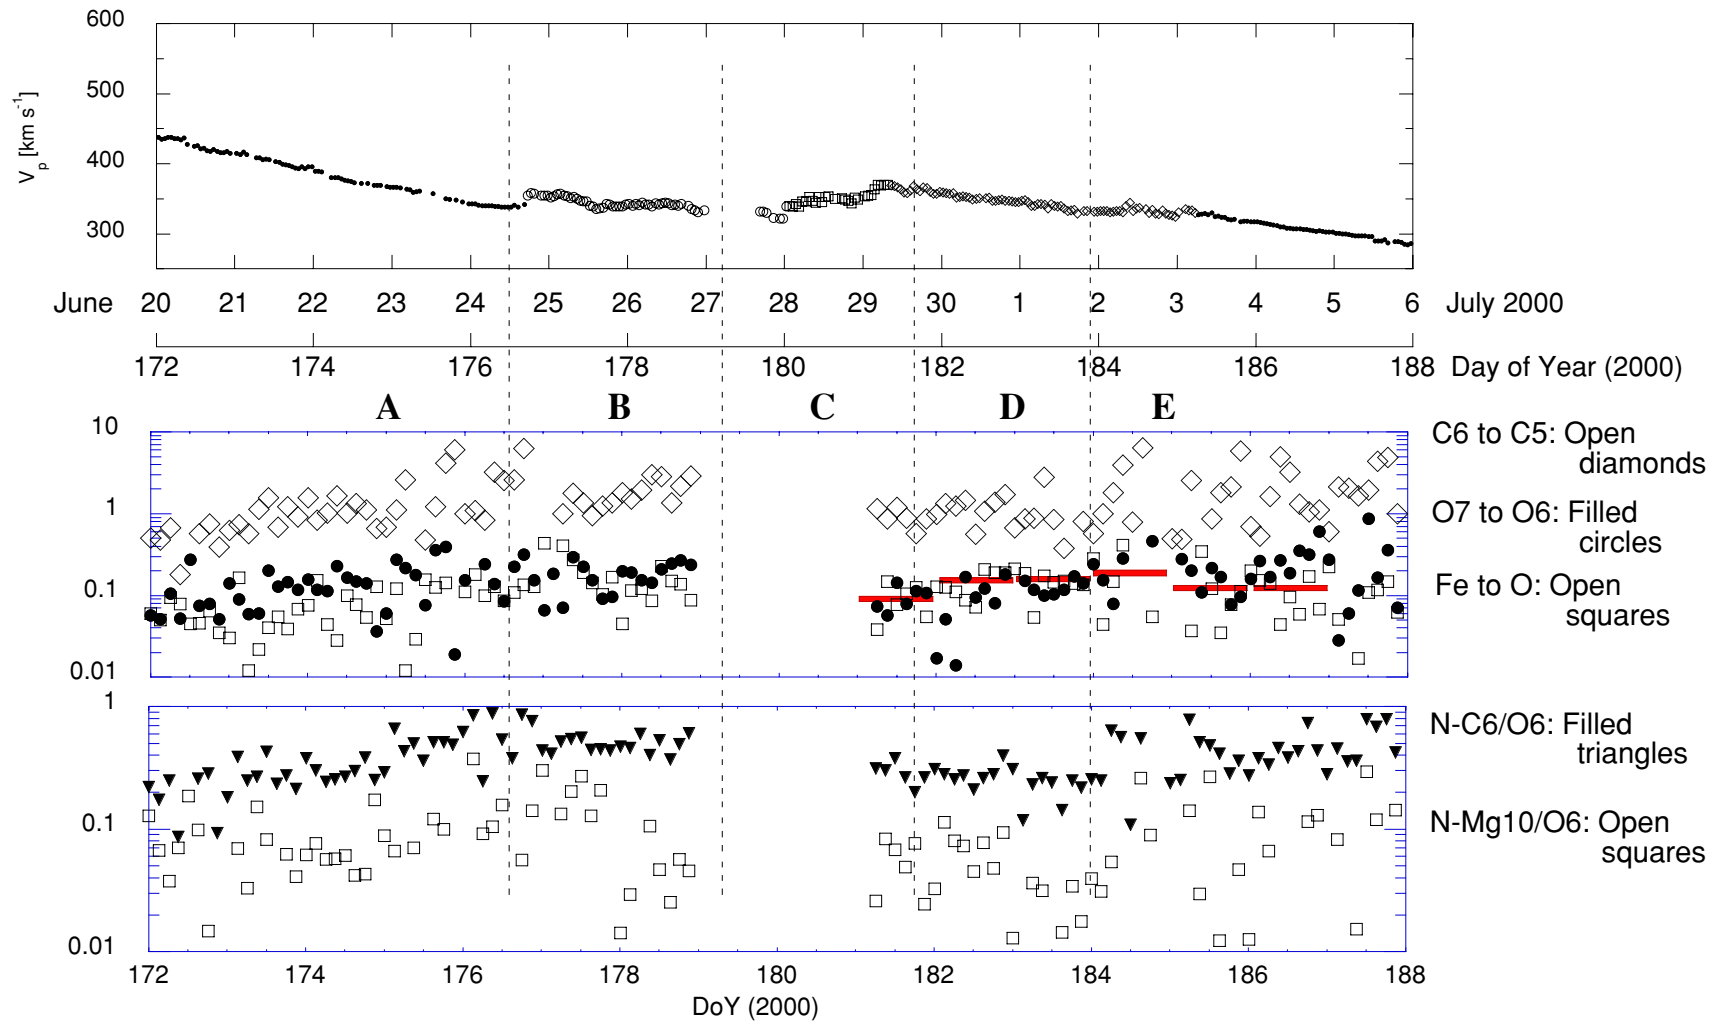 600
500
400
300
V_p [km s^-1]
June 20 21 22 23 24 25 26 27 28 29 30 1 2 3 4 5 6 July 2000
172 174 176 178 180 182 184 186 188 Day of Year (2000)
A B C D E
10
1
0.1
0.01
C6 to C5: Open
diamonds
O7 to O6: Filled
circles
Fe to O: Open
squares
1
0.1
0.01
N-C6/O6: Filled
triangles
N-Mg10/O6: Open
squares
172 174 176 178 180 182 184 186 188
DoY (2000)